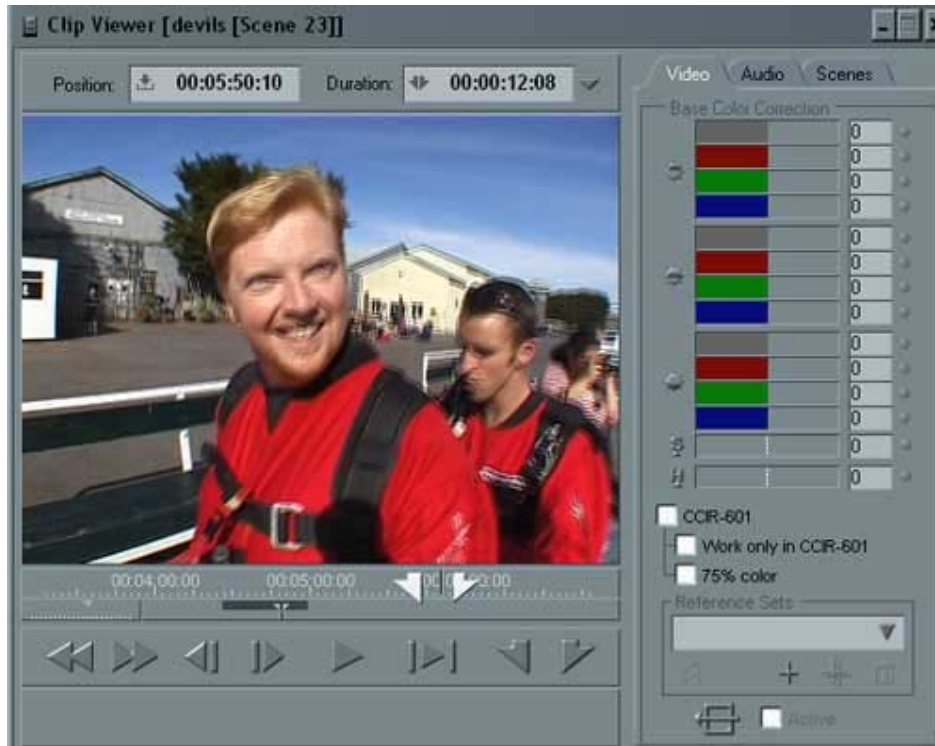 Clip Viewer [devils [Scene 23]]
Position: 00:05:50:10 Duration: 00:00:12:08
Video Audio Scenes
Base Color Correction
0
0
0
0
0
0
0
0
0
0
0
0
S 0
H 0
CCIR-601
Work only in CCIR-601
75% color
00:04:00:00 00:05:00:00
Reference Sets
Active